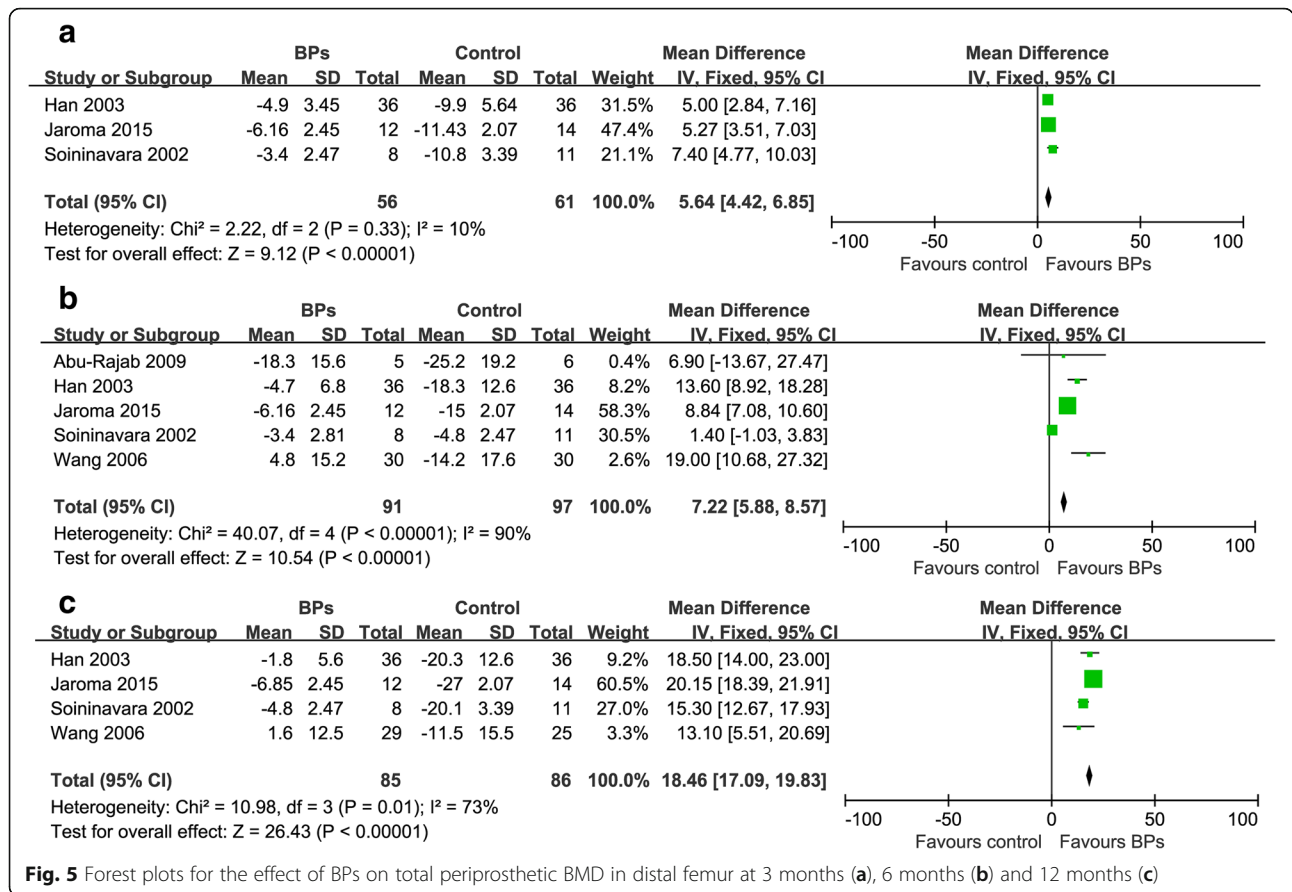 a
BPs Control Mean Difference Mean Difference
Study or Subgroup Mean SD Total Mean SD Total Weight IV, Fixed, 95% CI IV, Fixed, 95% CI
Han 2003 -4.9 3.45 36 -9.9 5.64 36 31.5% 5.00 [2.84, 7.16]
Jaroma 2015 -6.16 2.45 12 -11.43 2.07 14 47.4% 5.27 [3.51, 7.03]
Soininavara 2002 -3.4 2.47 8 -10.8 3.39 11 21.1% 7.40 [4.77, 10.03]
Total (95% CI) 56 61 100.0% 5.64 [4.42, 6.85]
Heterogeneity: Chi² = 2.22, df = 2 (P = 0.33); I² = 10%
Test for overall effect: Z = 9.12 (P < 0.00001)
-100 -50 0 50 100
Favours control Favours BPs
b
BPs Control Mean Difference Mean Difference
Study or Subgroup Mean SD Total Mean SD Total Weight IV, Fixed, 95% CI IV, Fixed, 95% CI
Abu-Rajab 2009 -18.3 15.6 5 -25.2 19.2 6 0.4% 6.90 [-13.67, 27.47]
Han 2003 -4.7 6.8 36 -18.3 12.6 36 8.2% 13.60 [8.92, 18.28]
Jaroma 2015 -6.16 2.45 12 -15 2.07 14 58.3% 8.84 [7.08, 10.60]
Soininavara 2002 -3.4 2.81 8 -4.8 2.47 11 30.5% 1.40 [-1.03, 3.83]
Wang 2006 4.8 15.2 30 -14.2 17.6 30 2.6% 19.00 [10.68, 27.32]
Total (95% CI) 91 97 100.0% 7.22 [5.88, 8.57]
Heterogeneity: Chi² = 40.07, df = 4 (P < 0.00001); I² = 90%
Test for overall effect: Z = 10.54 (P < 0.00001)
-100 -50 0 50 100
Favours control Favours BPs
c
BPs Control Mean Difference Mean Difference
Study or Subgroup Mean SD Total Mean SD Total Weight IV, Fixed, 95% CI IV, Fixed, 95% CI
Han 2003 -1.8 5.6 36 -20.3 12.6 36 9.2% 18.50 [14.00, 23.00]
Jaroma 2015 -6.85 2.45 12 -27 2.07 14 60.5% 20.15 [18.39, 21.91]
Soininavara 2002 -4.8 2.47 8 -20.1 3.39 11 27.0% 15.30 [12.67, 17.93]
Wang 2006 1.6 12.5 29 -11.5 15.5 25 3.3% 13.10 [5.51, 20.69]
Total (95% CI) 85 86 100.0% 18.46 [17.09, 19.83]
Heterogeneity: Chi² = 10.98, df = 3 (P = 0.01); I² = 73%
Test for overall effect: Z = 26.43 (P < 0.00001)
-100 -50 0 50 100
Favours control Favours BPs
Fig. 5 Forest plots for the effect of BPs on total periprosthetic BMD in distal femur at 3 months (a), 6 months (b) and 12 months (c)